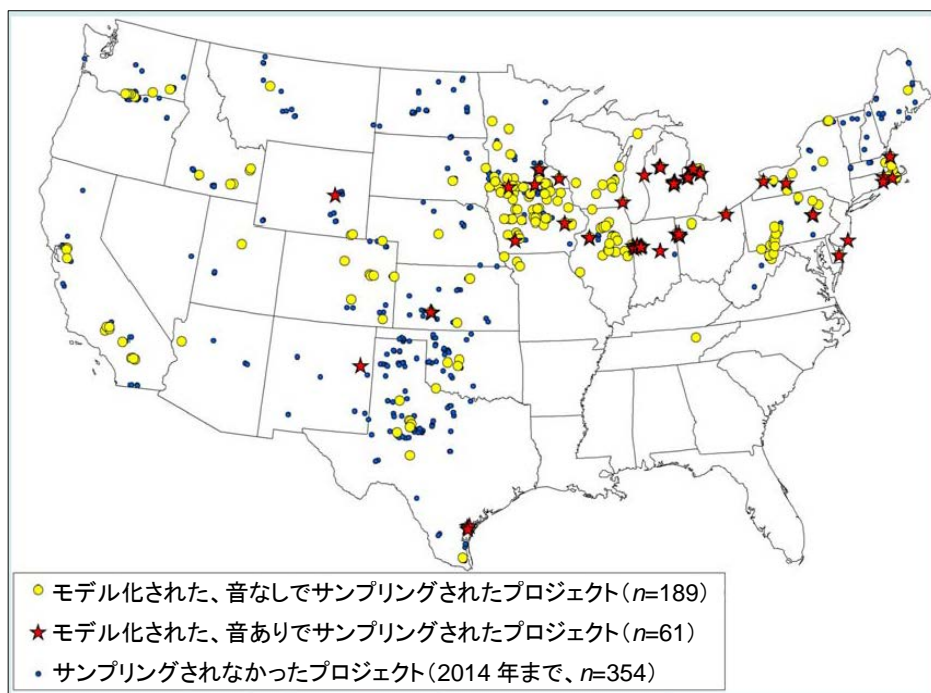 モデル化された、音なしでサンプリングされたプロジェクト（n=189）
モデル化された、音ありでサンプリングされたプロジェクト（n=61）
サンプリングされなかったプロジェクト（2014 年まで、n=354）